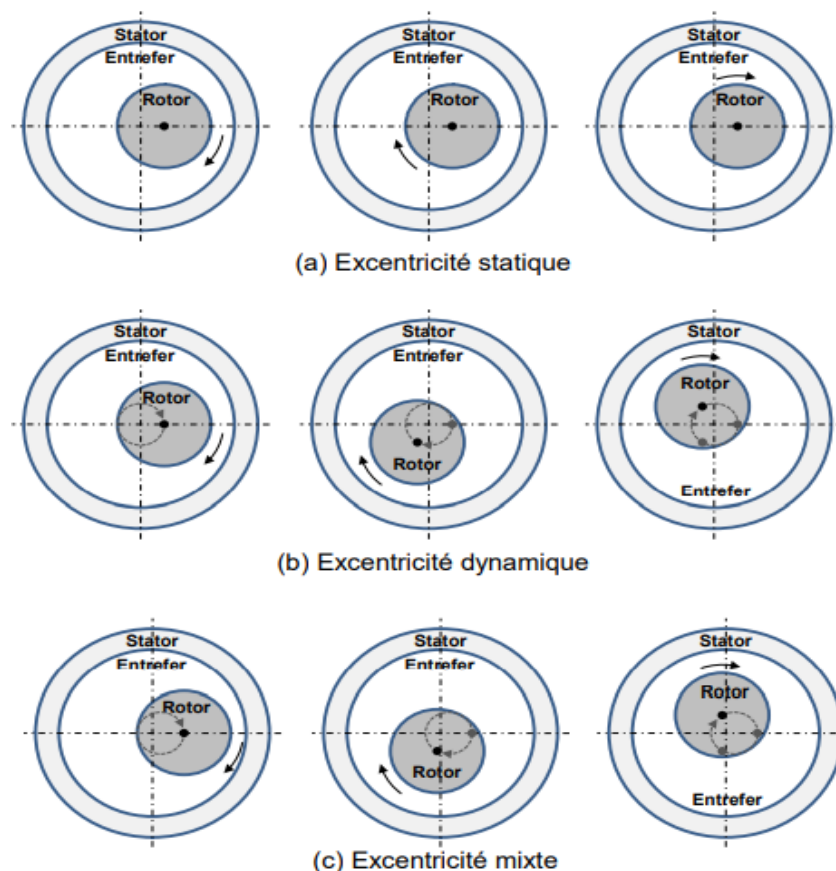 Stator Stator Stator
Entrefer Entrefer Entrefer
Rotor Rotor Rotor
(a) Excentricité statique
Stator Stator Stator
Entrefer Entrefer
Rotor Rotor Rotor
Entrefer
(b) Excentricité dynamique
Stator Stator Stator
Entrefer Entrefer
Rotor Rotor Rotor
Entrefer
(c) Excentricité mixte